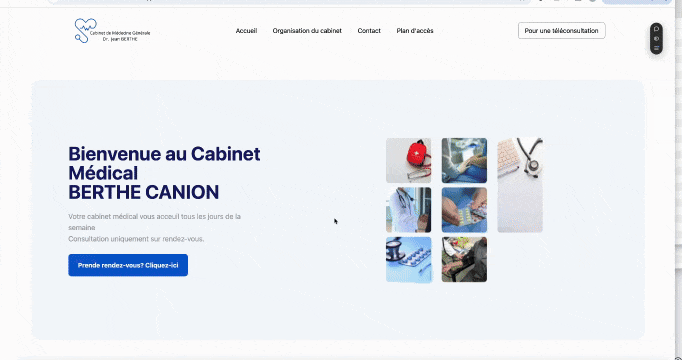 Cabinet de Médecine Générale
Dr. Jean BERTHE
Accueil
Organisation du cabinet
Contact
Plan d'accès
Pour une téléconsultation
Bienvenue au Cabinet
Médical
BERTHE CANION
Votre cabinet médical vous acceuil tous les jours de la
semaine
Consultation uniquement sur rendez-vous.
Prende rendez-vous? Cliquez-ici